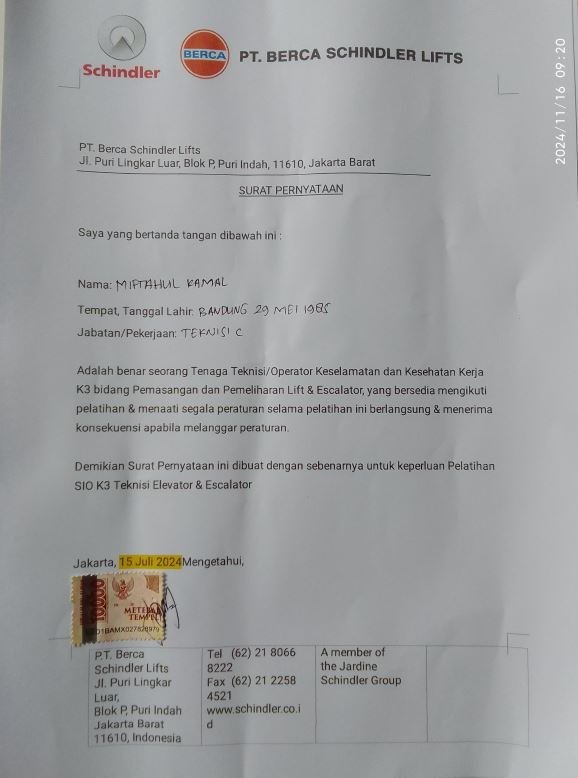 Schindler
BERCA
PT. BERCA SCHINDLER LIFTS
2024/11/16 09:20
PT. Berca Schindler Lifts
Jl. Puri Lingkar Luar, Blok P, Puri Indah, 11610, Jakarta Barat
SURAT PERNYATAAN
Saya yang bertanda tangan dibawah ini :
Nama: MIFTAHUL KAMAL
Tempat, Tanggal Lahir: BANDUNG 29 MEI 1985
Jabatan/Pekerjaan: TEKNISI C
Adalah benar seorang Tenaga Teknisi/Operator Keselamatan dan Kesehatan Kerja
K3 bidang Pemasangan dan Pemeliharan Lift & Escalator, yang bersedia mengikuti
pelatihan & menaati segala peraturan selama pelatihan ini berlangsung & menerima
konsekuensi apabila melanggar peraturan.
Demikian Surat Pernyataan ini dibuat dengan sebenarnya untuk keperluan Pelatihan
SIO K3 Teknisi Elevator & Escalator
Jakarta, 15 Juli 2024Mengetahui,
10000
METERAI
TEMPEL
P.T. Berca
Schindler Lifts
Jl. Puri Lingkar
Luar,
Blok P, Puri Indah
Jakarta Barat
11610, Indonesia
Tel (62) 21 8066
8222
Fax (62) 21 2258
4521
www.schindler.co.i
d
A member of
the Jardine
Schindler Group